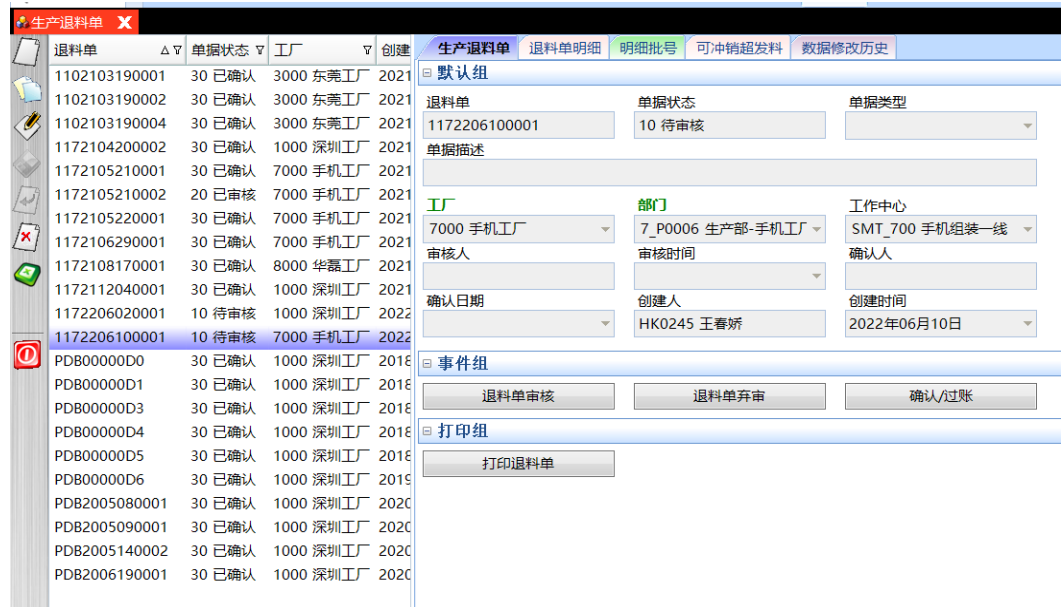 生产退料单 X
退料单 单据状态 工厂 创建
1102103190001 30 已确认 3000 东莞工厂 2021
1102103190002 30 已确认 3000 东莞工厂 2021
1102103190004 30 已确认 3000 东莞工厂 2021
1172104200002 30 已确认 1000 深圳工厂 2021
1172105210001 30 已确认 7000 手机工厂 2021
1172105210002 20 已审核 7000 手机工厂 2021
1172105220001 30 已确认 7000 手机工厂 2021
1172106290001 30 已确认 7000 手机工厂 2021
1172108170001 30 已确认 8000 华磊工厂 2021
1172112040001 30 已确认 1000 深圳工厂 2021
1172206020001 10 待审核 1000 深圳工厂 2022
1172206100001 10 待审核 7000 手机工厂 2022
PDB00000D0 30 已确认 1000 深圳工厂 2018
PDB00000D1 30 已确认 1000 深圳工厂 2018
PDB00000D3 30 已确认 1000 深圳工厂 2018
PDB00000D4 30 已确认 1000 深圳工厂 2018
PDB00000D5 30 已确认 1000 深圳工厂 2018
PDB00000D6 30 已确认 1000 深圳工厂 2019
PDB2005080001 30 已确认 1000 深圳工厂 2020
PDB2005090001 30 已确认 1000 深圳工厂 2020
PDB2005140002 30 已确认 1000 深圳工厂 2020
PDB2006190001 30 已确认 1000 深圳工厂 2020
生产退料单 退料单明细 明细批号 可冲销超发料 数据修改历史
默认组
退料单 单据状态 单据类型
1172206100001 10 待审核
单据描述
工厂 部门 工作中心
7000 手机工厂 7_P0006 生产部-手机工厂 SMT_700 手机组装一线
审核人 审核时间 确认人
确认日期 创建人 创建时间
HK0245 王春娇 2022年06月10日
事件组
退料单审核 退料单弃审 确认/过账
打印组
打印退料单